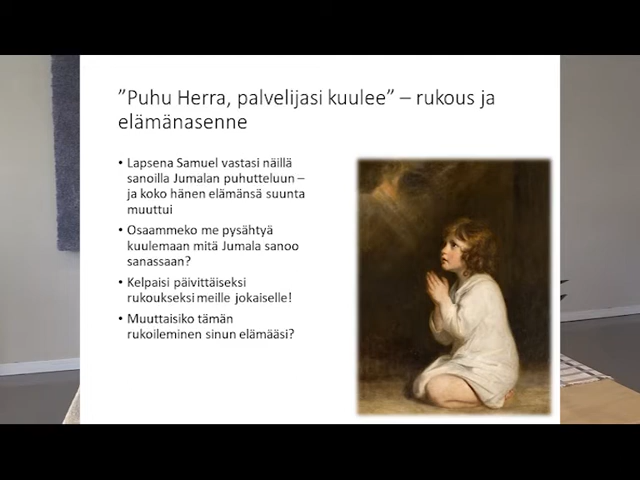 ”Puhu Herra, palvelijasi kuulee” – rukous ja
elämänasenne
• Lapsena Samuel vastasi näillä
sanoilla Jumalan puhutteluun –
ja koko hänen elämänsä suunta
muuttui
• Osaammeko me pysähtyä
kuulemaan mitä Jumala sanoo
sanassaan?
• Kelpaisi päivittäiseksi
rukoukseksi meille jokaiselle!
• Muuttaisiko tämän
rukoileminen sinun elämääsi?